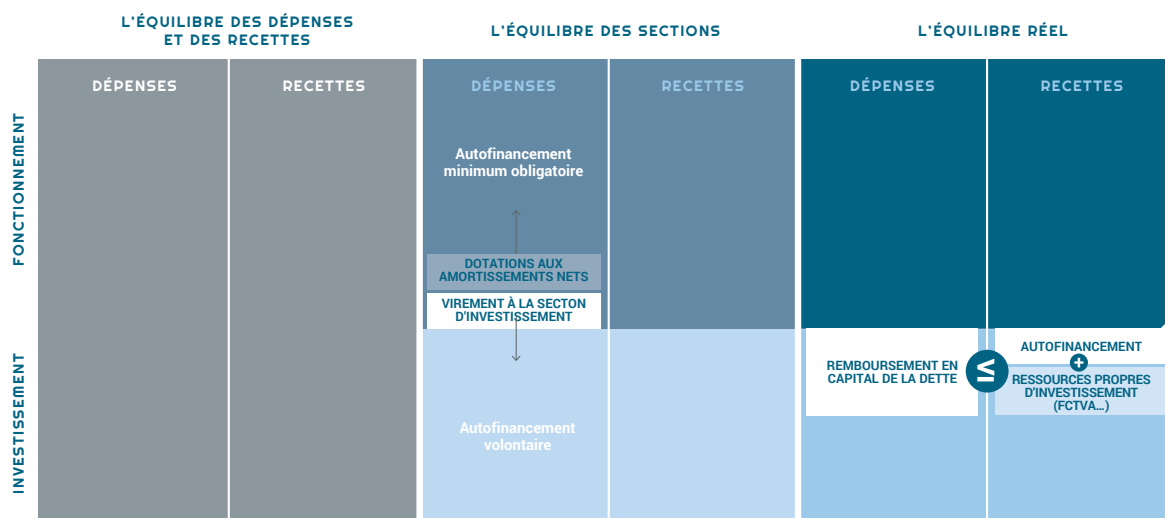 L'ÉQUILIBRE DES DÉPENSES
ET DES RECETTES
L'ÉQUILIBRE DES SECTIONS
L'ÉQUILIBRE RÉEL
DÉPENSES
RECETTES
DÉPENSES
RECETTES
DÉPENSES
RECETTES
FONCTIONNEMENT
Autofinancement
minimum obligatoire
DOTATIONS AUX
AMORTISSEMENTS NETS
VIREMENT À LA SECTON
D'INVESTISSEMENT
INVESTISSEMENT
Autofinancement
volontaire
REMBOURSEMENT EN
CAPITAL DE LA DETTE
≤
AUTOFINANCEMENT
+
RESSOURCES PROPRES
D'INVESTISSEMENT
(FCTVA...)